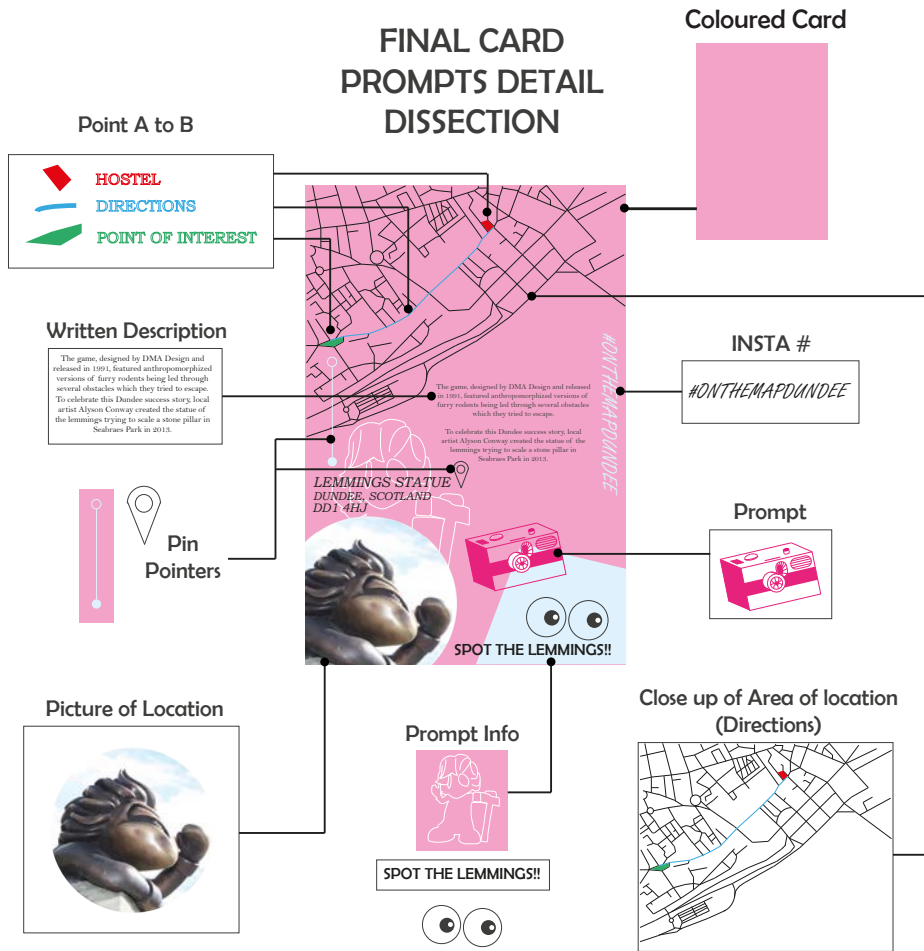 FINAL CARD
PROMPTS DETAIL
DISSECTION
Coloured Card
Point A to B
HOSTEL
DIRECTIONS
POINT OF INTEREST
Written Description
The game, designed by DMA Design and
released in 1991, featured anthropomorphized
versions of furry rodents being led through
several obstacles which they tried to escape.
To celebrate this Dundee success story, local
artist Alyson Conway created the statue of
the lemmings trying to scale a stone pillar in
Seabraes Park in 2013.
The game, designed by DMA Design and released
in 1991, featured anthropomorphized versions of
furry rodents being led through several obstacles
which they tried to escape.
To celebrate this Dundee success story, local
artist Alyson Conway created the statue of the
lemmings trying to scale a stone pillar in
Seabraes Park in 2013.
#ONTHEMAPDUNDEE
INSTA #
#ONTHEMAPDUNDEE
LEMMINGS STATUE
DUNDEE, SCOTLAND
DD1 4HJ
Pin
Pointers
Prompt
SPOT THE LEMMINGS!!
Picture of Location
Prompt Info
SPOT THE LEMMINGS!!
Close up of Area of location
(Directions)